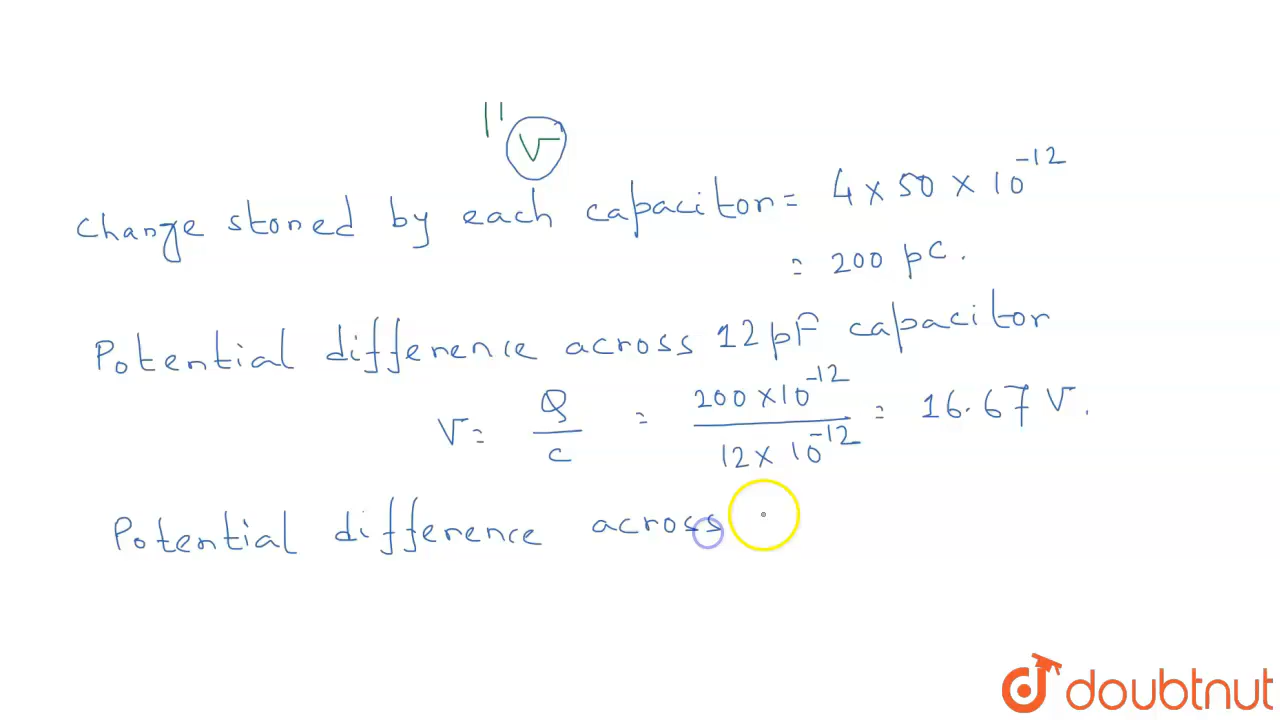 11 V
Change stored by each capacitor = 4 × 50 × 10⁻¹²
= 200 pC.
Potential difference across 12 pF capacitor
V = Q/C = 200 × 10⁻¹² / 12 × 10⁻¹² = 16.67 V.
Potential difference across
doubtnut